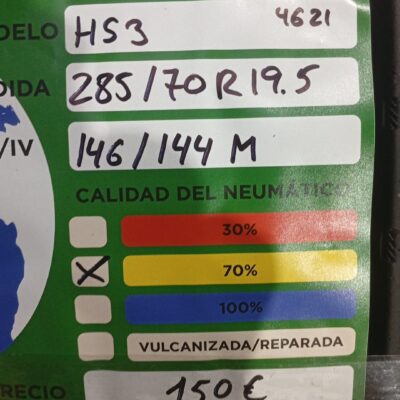 DELO HS3 4621
DIDA 285/70R19.5
/IV 146/144 M
CALIDAD DEL NEUMÁTICO
30%
70%
100%
VULCANIZADA/REPARADA
RECIO 150€